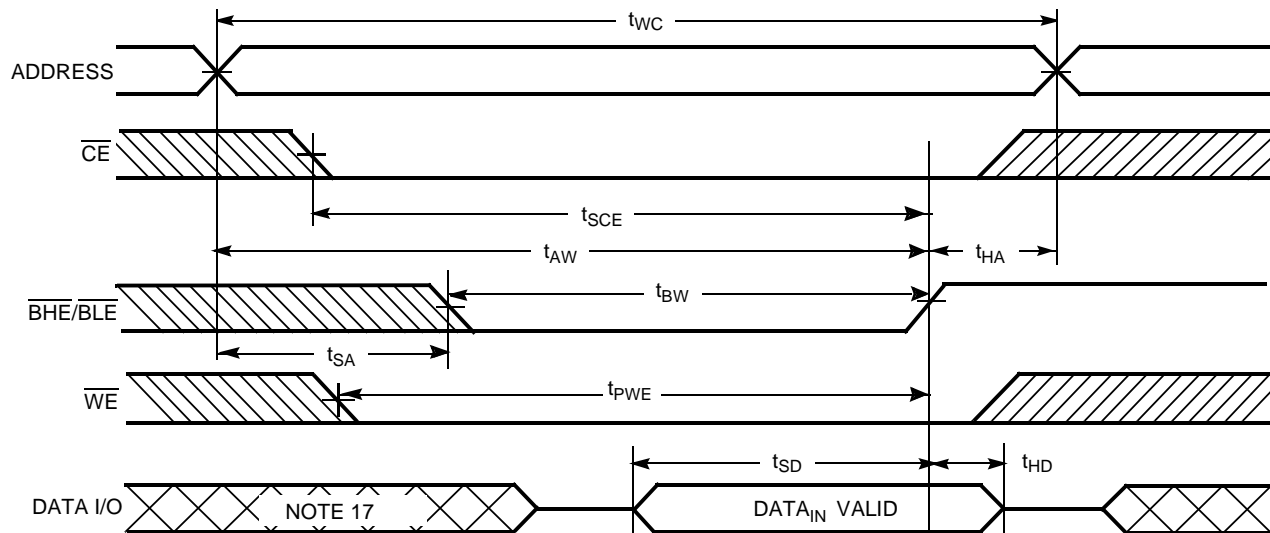 tWC
ADDRESS
CE
tSCE
tAW
tHA
BHE/BLE
tBW
tSA
WE
tPWE
tSD
tHD
DATA I/O
NOTE 17
DATAIN VALID